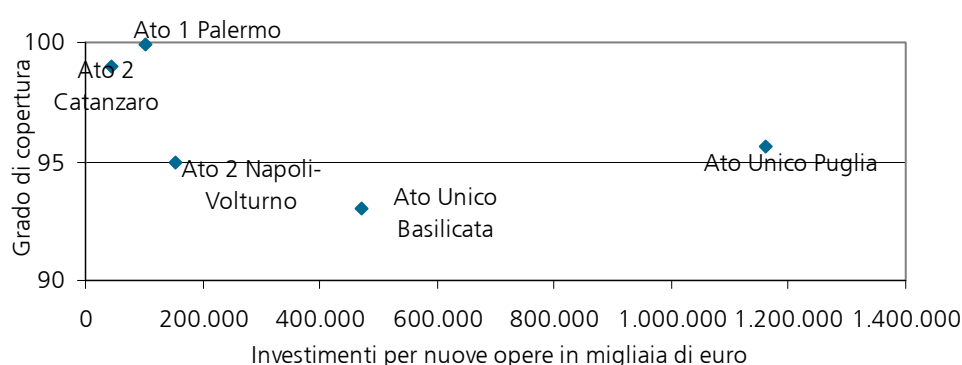 Ato 1 Palermo
100
Ato 2
Catanzaro
Grado di copertura
95
Ato 2 Napoli-
Volturno
Ato Unico
Basilicata
Ato Unico Puglia
90
0 200.000 400.000 600.000 800.000 1.000.000 1.200.000 1.400.000
Investimenti per nuove opere in migliaia di euro